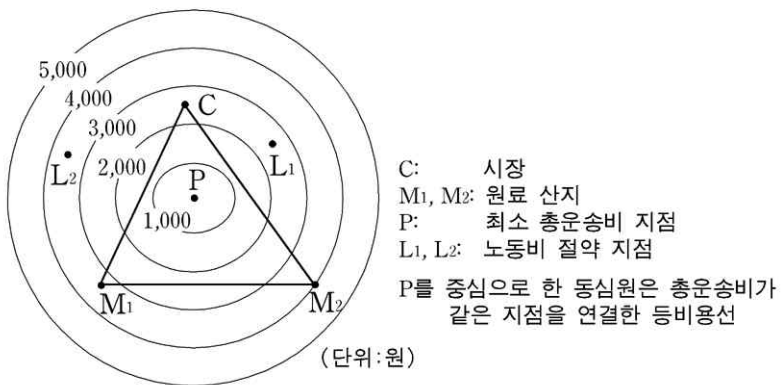 5,000
4,000
3,000
2,000
1,000
C
L₁
L₂
P
M₁
M₂
(단위:원)
C: 시장
M₁, M₂: 원료 산지
P: 최소 총운송비 지점
L₁, L₂: 노동비 절약 지점
P를 중심으로 한 동심원은 총운송비가
같은 지점을 연결한 등비용선